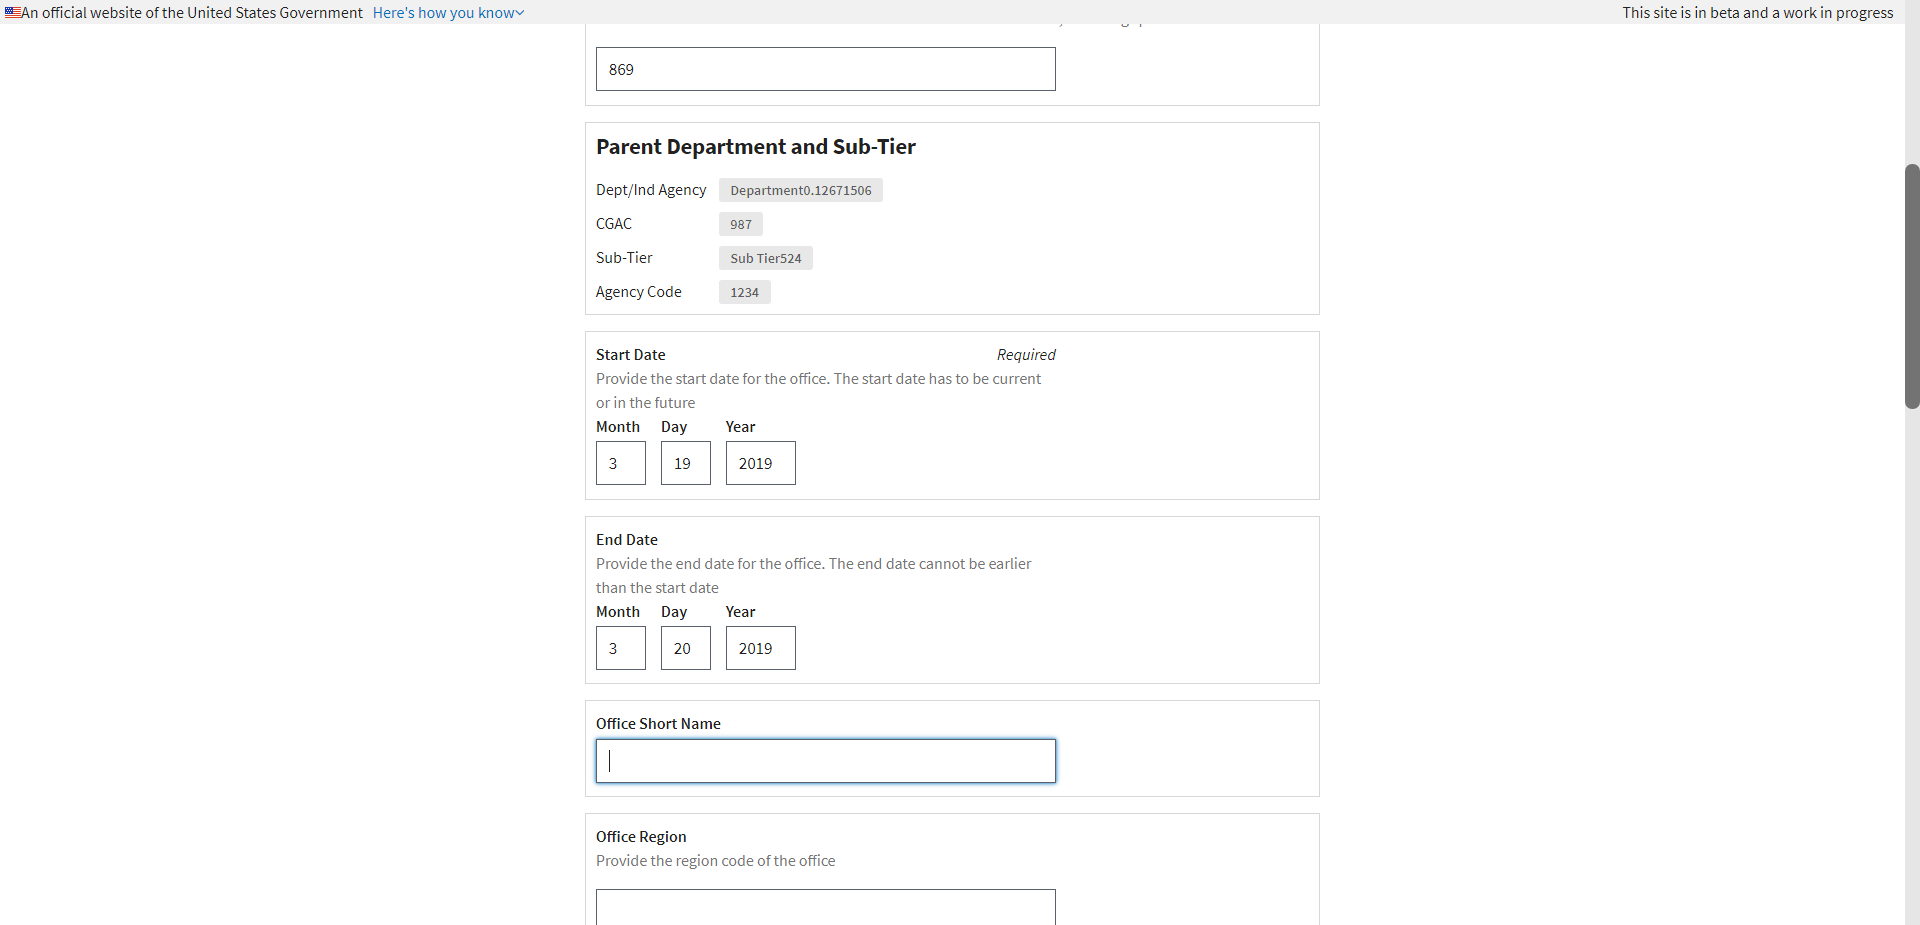 An official website of the United States Government Here's how you know
This site is in beta and a work in progress
869
Parent Department and Sub-Tier
Dept/Ind Agency Department0.12671506
CGAC 987
Sub-Tier Sub Tier524
Agency Code 1234
Start Date Required
Provide the start date for the office. The start date has to be current
or in the future
Month Day Year
3 19 2019
End Date
Provide the end date for the office. The end date cannot be earlier
than the start date
Month Day Year
3 20 2019
Office Short Name
Office Region
Provide the region code of the office